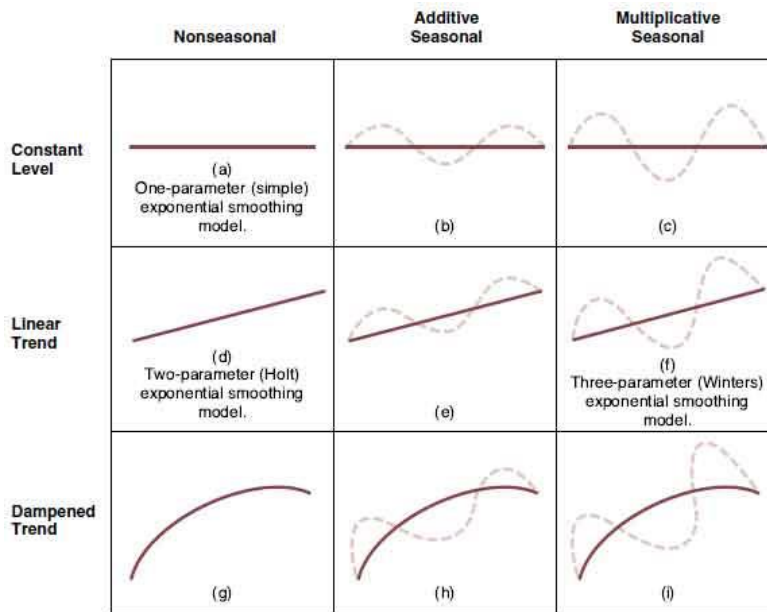 Nonseasonal
Additive
Seasonal
Multiplicative
Seasonal
Constant
Level
(a)
One-parameter (simple)
exponential smoothing
model.
(b)
(c)
Linear
Trend
(d)
Two-parameter (Holt)
exponential smoothing
model.
(e)
(f)
Three-parameter (Winters)
exponential smoothing
model.
Dampened
Trend
(g)
(h)
(i)